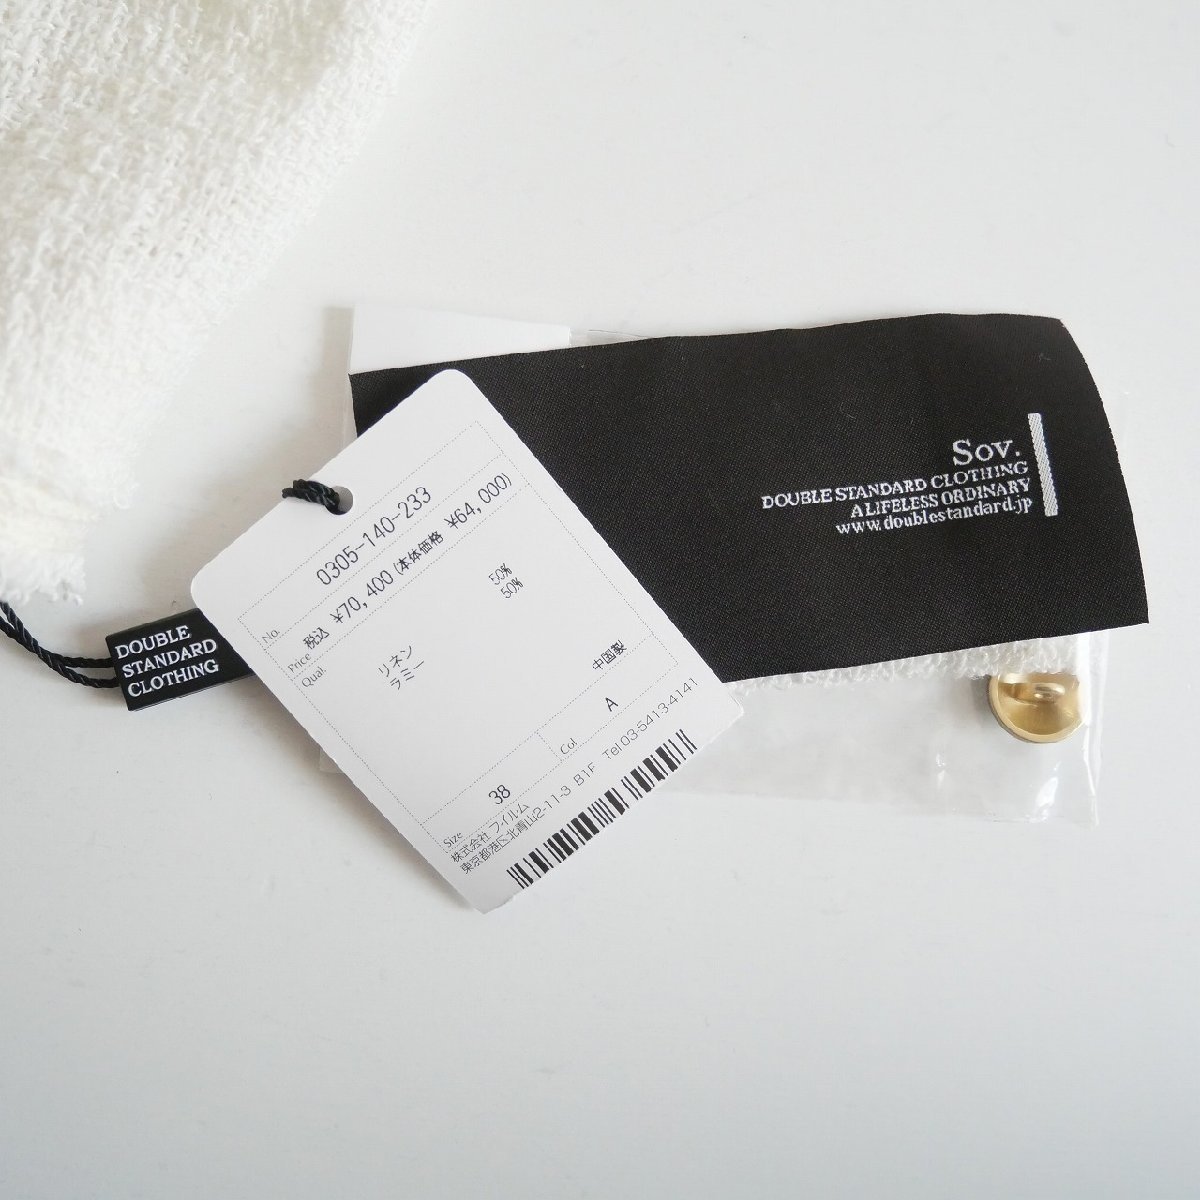 Sov.
DOUBLE STANDARD CLOTHING
A LIFELESS ORDINARY
www.doublestandard.jp
DOUBLE
STANDARD
CLOTHING
No. 0305-140-233
Price 税込 ¥70,400 (本体価格 ¥64,000)
Qual.
リネン 50%
ラミー 50%
中国製
Size 38 Col A
株式会社 フィルム
東京都港区北青山2-11-3 B1F Tel 03-5413-4141